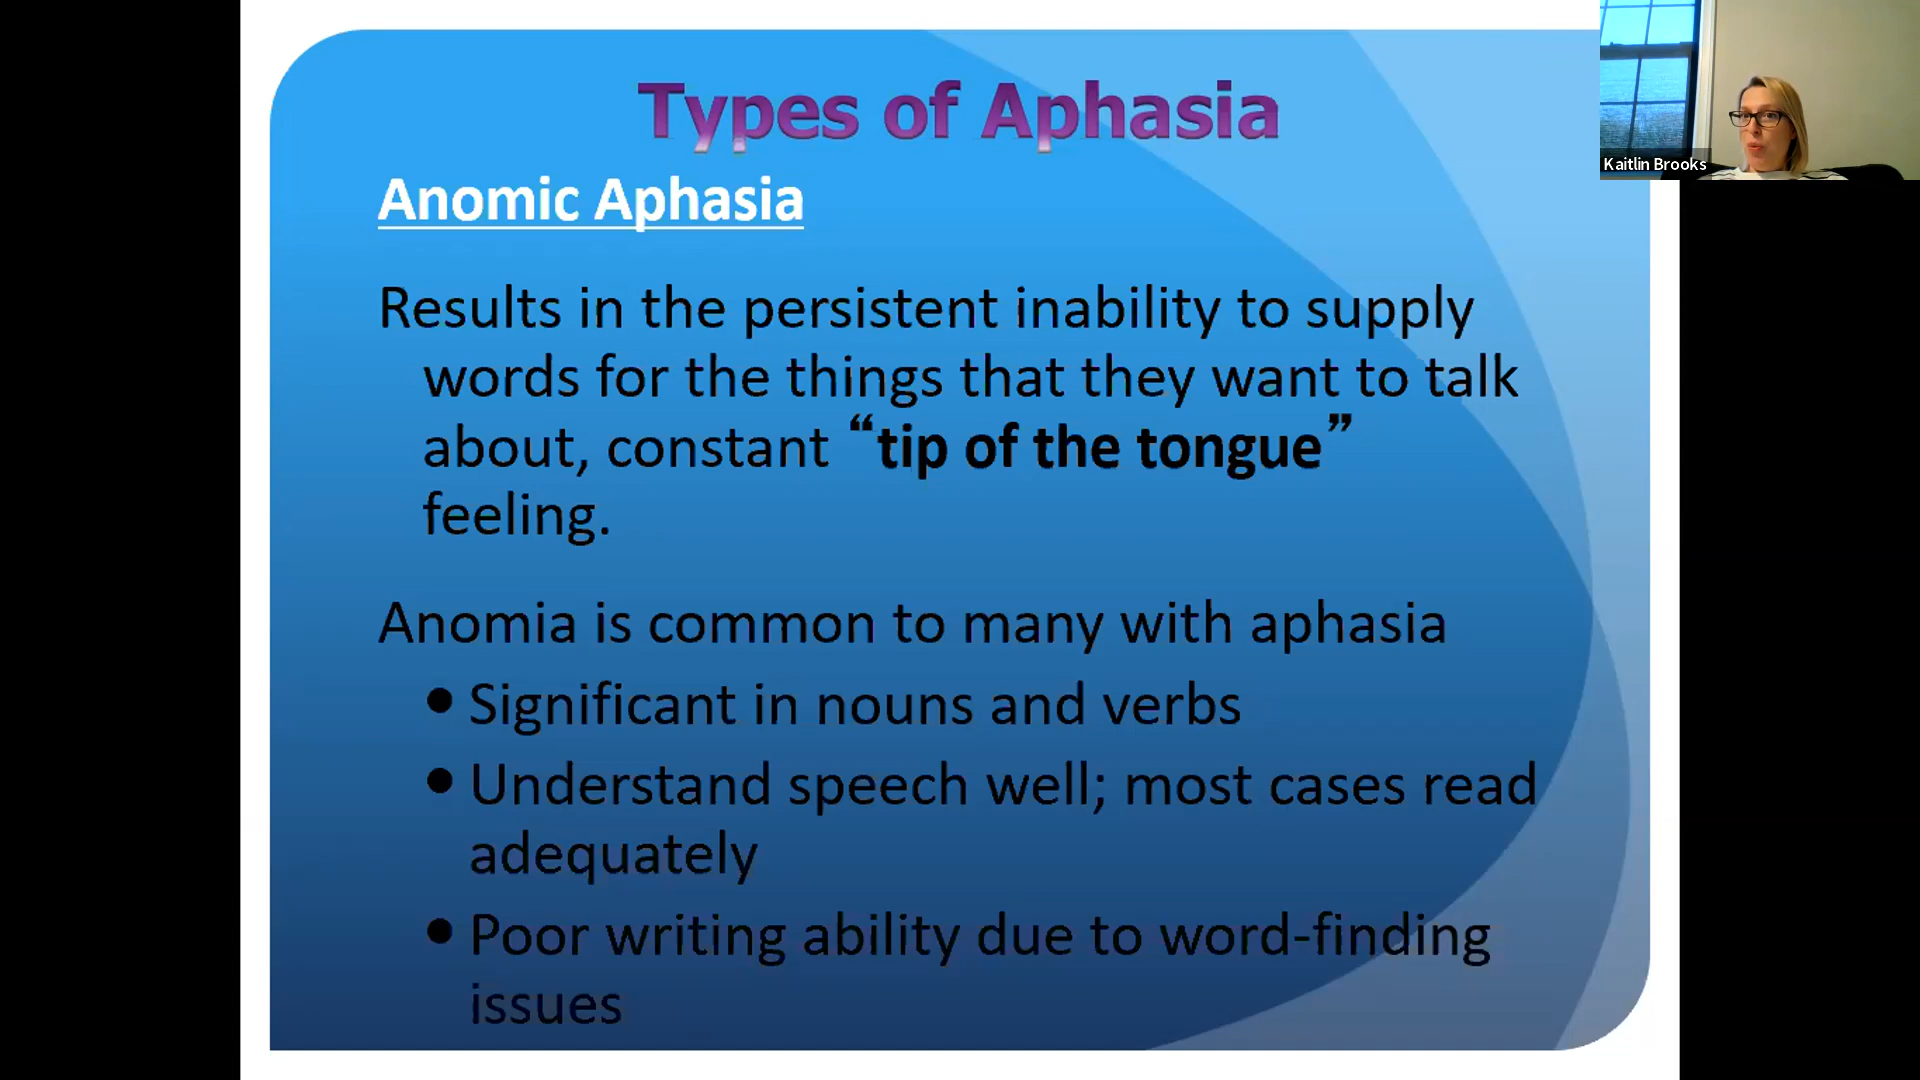 Types of Aphasia
Kaitlin Brooks
Anomic Aphasia
Results in the persistent inability to supply
words for the things that they want to talk
about, constant “tip of the tongue”
feeling.
Anomia is common to many with aphasia
• Significant in nouns and verbs
• Understand speech well; most cases read
adequately
• Poor writing ability due to word-finding
issues